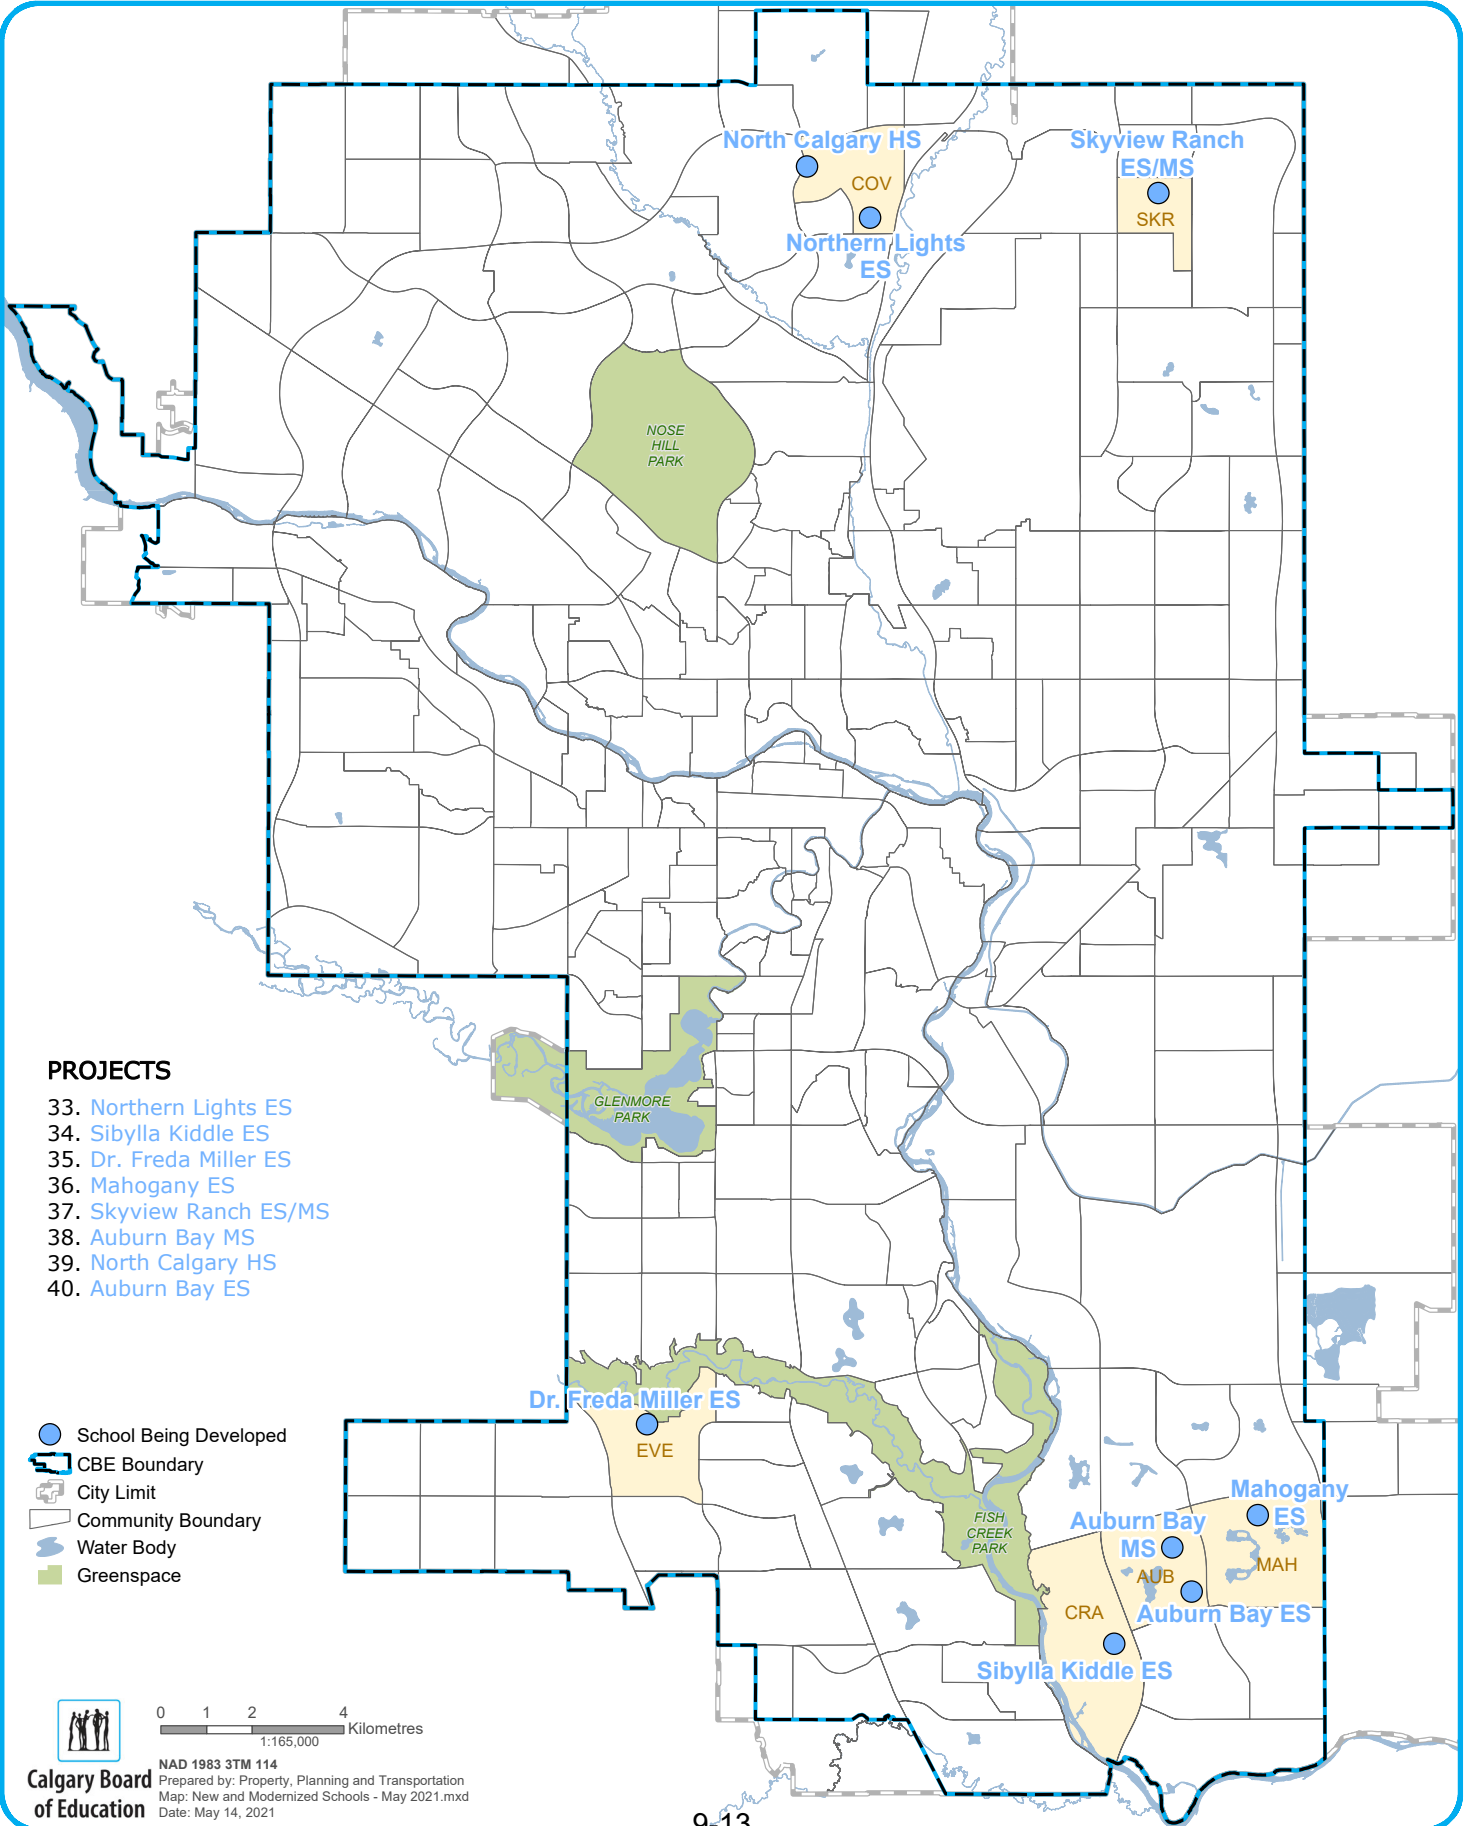 North Calgary HS
COV
Northern Lights
ES
Skyview Ranch
ES/MS
SKR
NOSE
HILL
PARK
GLENMORE
PARK
PROJECTS
33. Northern Lights ES
34. Sibylla Kiddle ES
35. Dr. Freda Miller ES
36. Mahogany ES
37. Skyview Ranch ES/MS
38. Auburn Bay MS
39. North Calgary HS
40. Auburn Bay ES
Dr. Freda Miller ES
EVE
FISH
CREEK
PARK
Mahogany
ES
MAH
Auburn Bay
MS
AUB
Auburn Bay ES
CRA
Sibylla Kiddle ES
School Being Developed
CBE Boundary
City Limit
Community Boundary
Water Body
Greenspace
0 1 2 4
Kilometres
1:165,000
Calgary Board
of Education
NAD 1983 3TM 114
Prepared by: Property, Planning and Transportation
Map: New and Modernized Schools - May 2021.mxd
Date: May 14, 2021
9-13